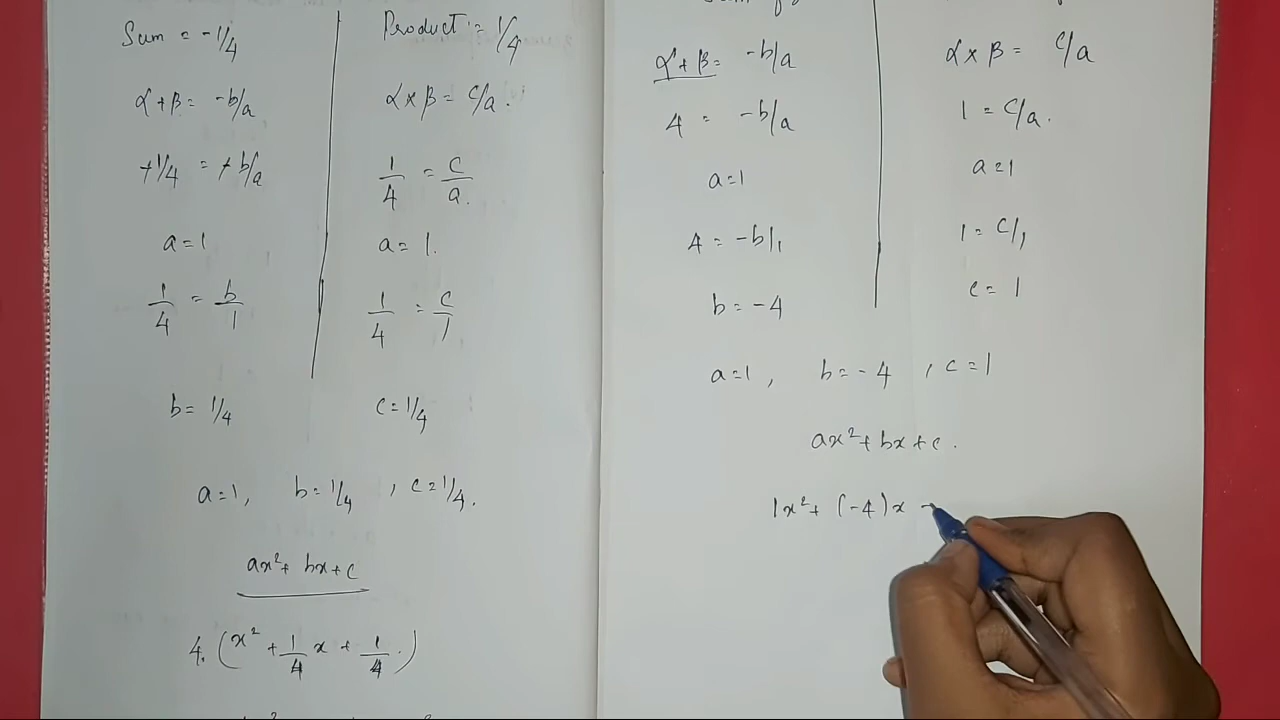 Sum = -1/4
Product = 1/4
α + β = -b/a
α × β = c/a.
+1/4 = +b/a
1/4 = c/a.
a = 1
a = 1.
1/4 = b/1
1/4 = c/1
b = 1/4
c = 1/4
a = 1, b = 1/4, c = 1/4.
ax² + bx + c
4. (x² + 1/4 x + 1/4.)
α + β = -b/a
α × β = c/a
4 = -b/a
1 = c/a.
a = 1
a = 1
4 = -b/1
1 = c/1
b = -4
c = 1
a = 1, b = -4, c = 1
ax² + bx + c.
1x² + (-4)x